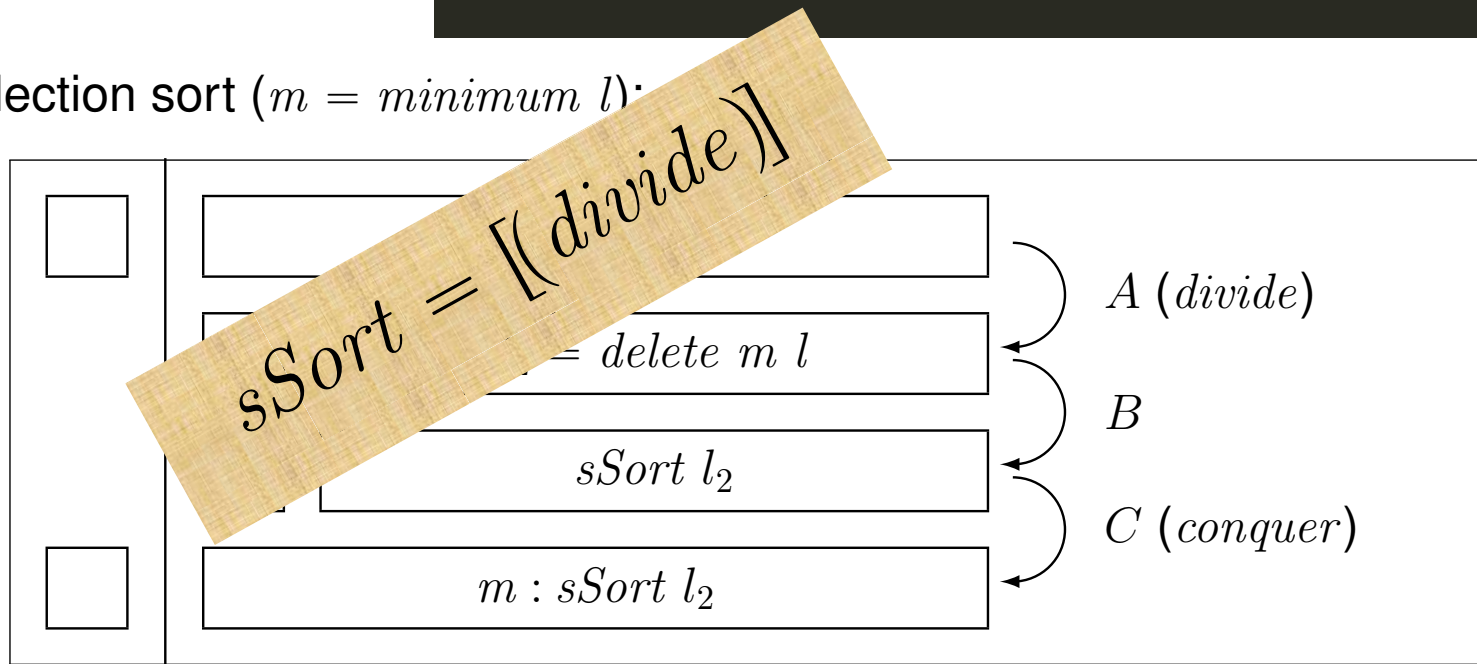 lection sort (m = minimum l):
sSort = [(divide)]
A (divide)
= delete m l
B
sSort l₂
C (conquer)
m : sSort l₂